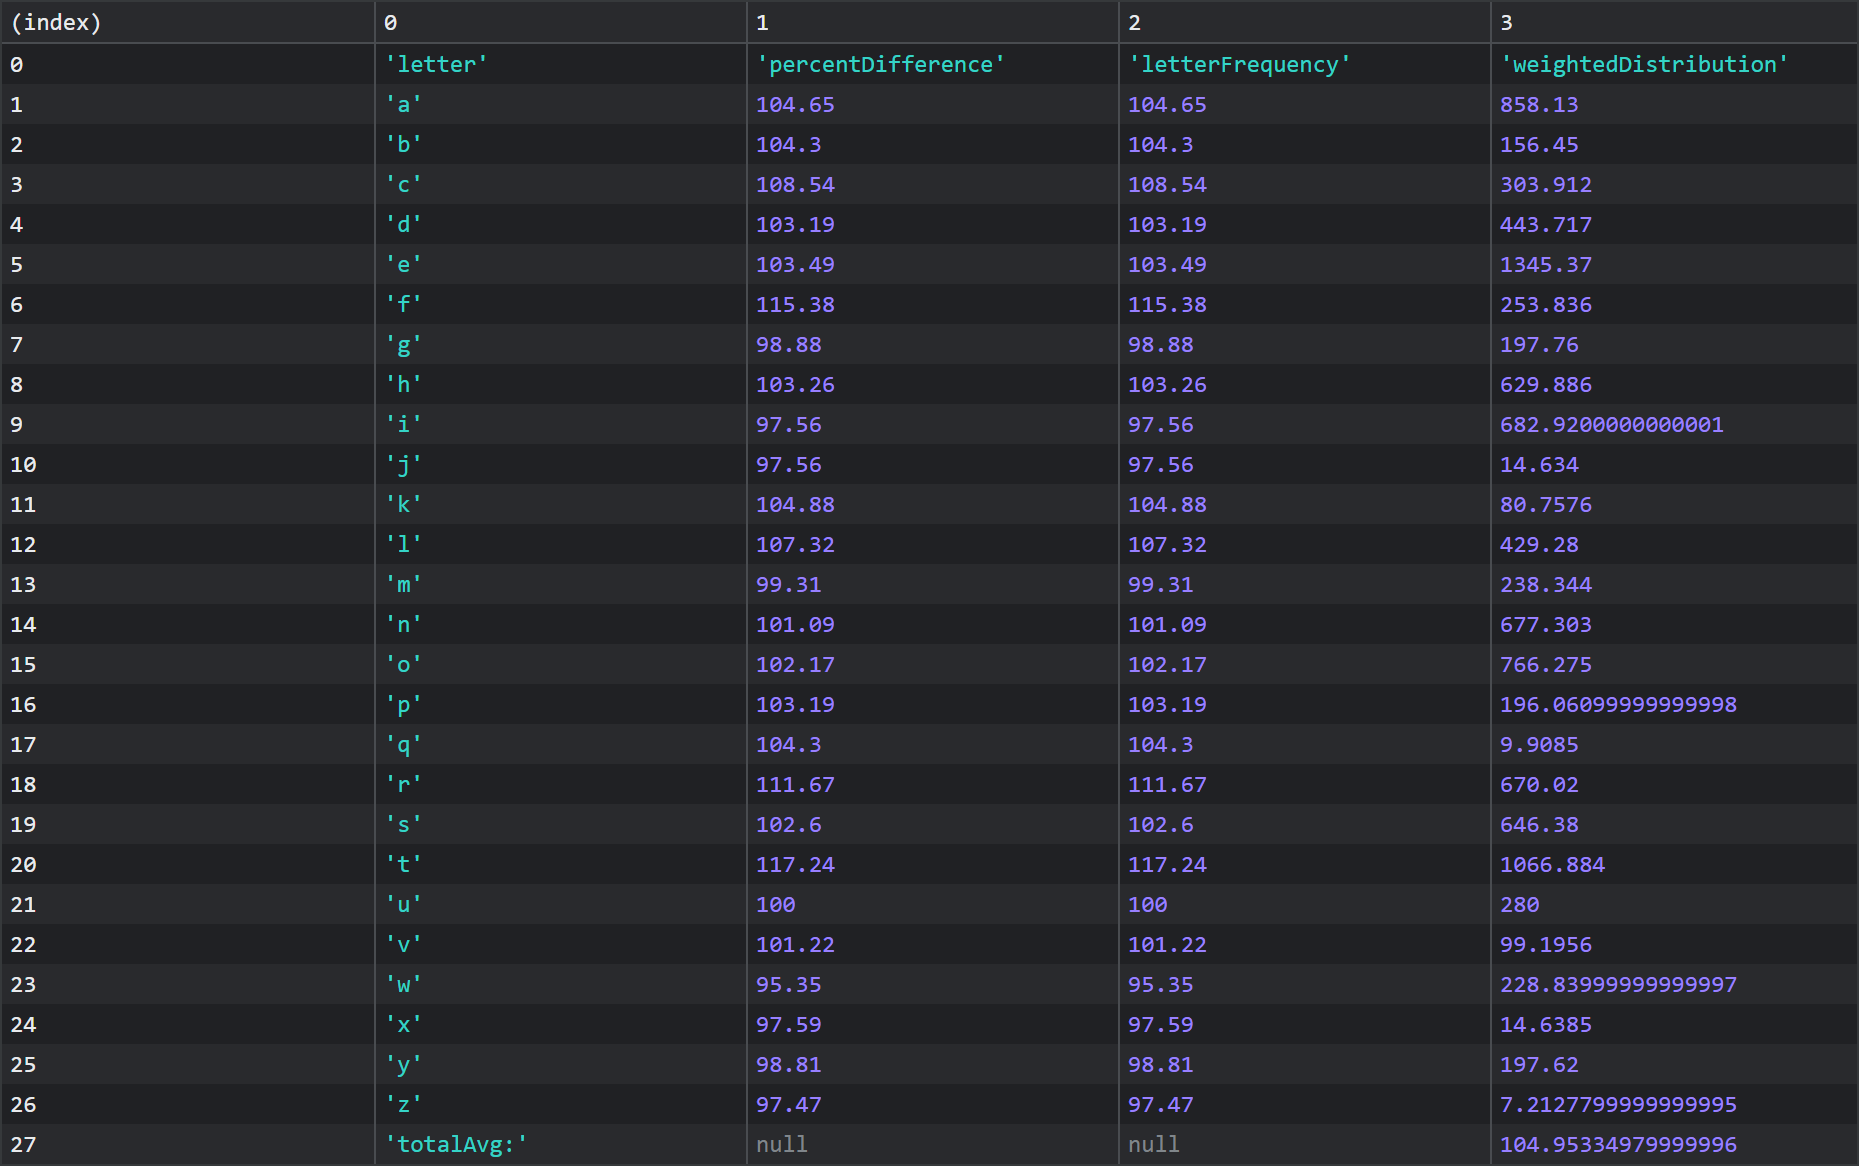 (index) 0 1 2 3
0 'letter' 'percentDifference' 'letterFrequency' 'weightedDistribution'
1 'a' 104.65 104.65 858.13
2 'b' 104.3 104.3 156.45
3 'c' 108.54 108.54 303.912
4 'd' 103.19 103.19 443.717
5 'e' 103.49 103.49 1345.37
6 'f' 115.38 115.38 253.836
7 'g' 98.88 98.88 197.76
8 'h' 103.26 103.26 629.886
9 'i' 97.56 97.56 682.9200000000001
10 'j' 97.56 97.56 14.634
11 'k' 104.88 104.88 80.7576
12 'l' 107.32 107.32 429.28
13 'm' 99.31 99.31 238.344
14 'n' 101.09 101.09 677.303
15 'o' 102.17 102.17 766.275
16 'p' 103.19 103.19 196.06099999999998
17 'q' 104.3 104.3 9.9085
18 'r' 111.67 111.67 670.02
19 's' 102.6 102.6 646.38
20 't' 117.24 117.24 1066.884
21 'u' 100 100 280
22 'v' 101.22 101.22 99.1956
23 'w' 95.35 95.35 228.83999999999997
24 'x' 97.59 97.59 14.6385
25 'y' 98.81 98.81 197.62
26 'z' 97.47 97.47 7.2127799999999995
27 'totalAvg:' null null 104.95334979999996